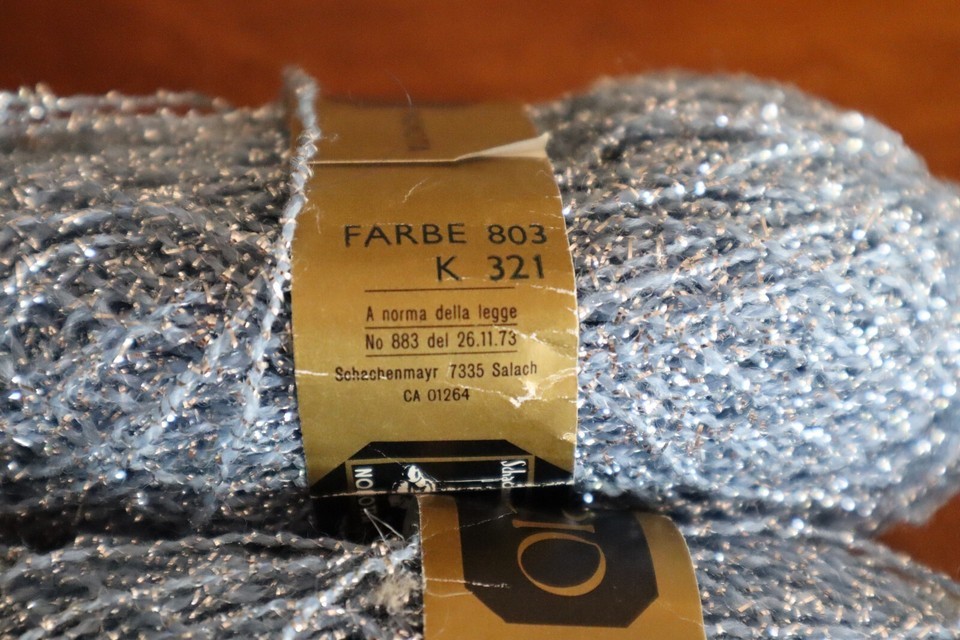 FARBE 803
K 321
A norma della legge
No 883 del 26.11.73
Schachenmayr 7335 Salach
CA 01264